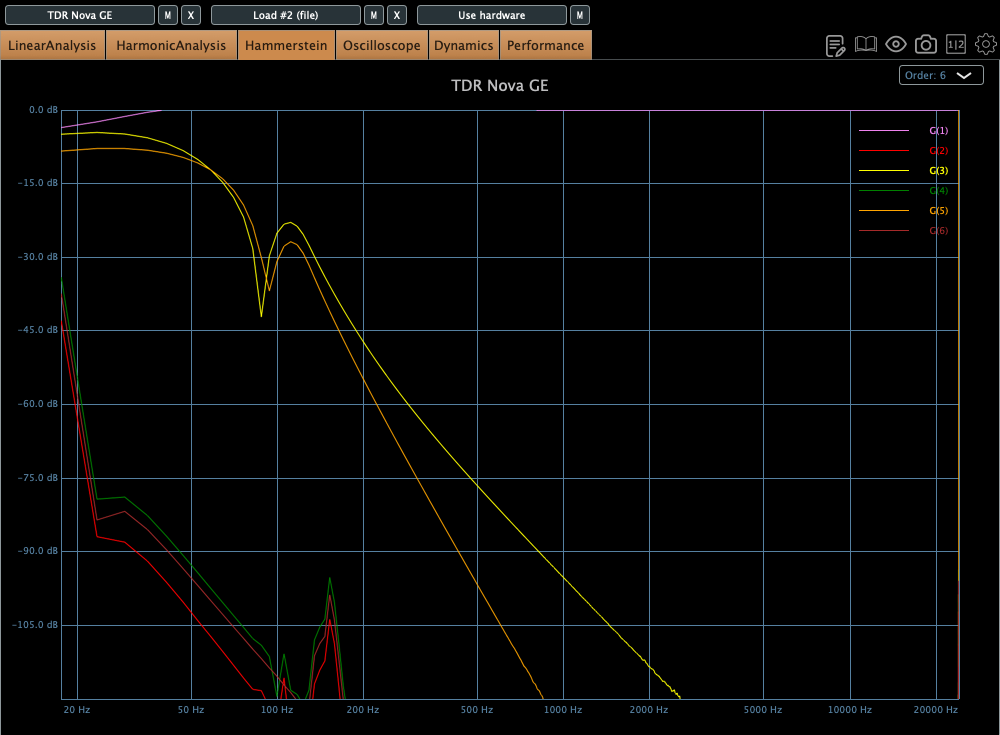 TDR Nova GE M X Load #2 (file) M X Use hardware M
LinearAnalysis HarmonicAnalysis Hammerstein Oscilloscope Dynamics Performance 1|2
Order: 6
TDR Nova GE
0.0 dB
-15.0 dB
-30.0 dB
-45.0 dB
-60.0 dB
-75.0 dB
-90.0 dB
-105.0 dB
G(1)
G(2)
G(3)
G(4)
G(5)
G(6)
20 Hz 50 Hz 100 Hz 200 Hz 500 Hz 1000 Hz 2000 Hz 5000 Hz 10000 Hz 20000 Hz